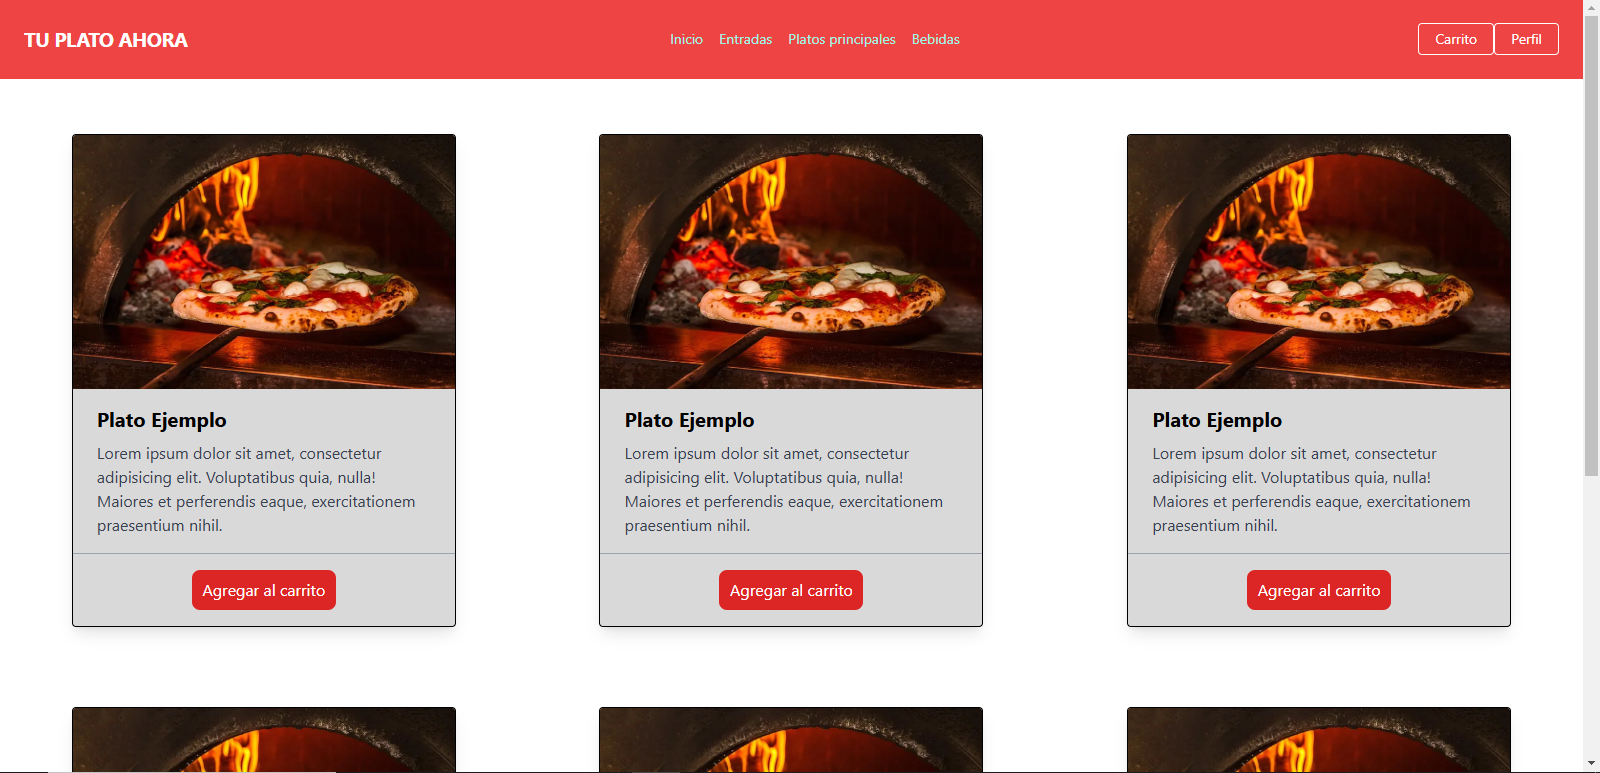 TU PLATO AHORA
Inicio Entradas Platos principales Bebidas
Carrito Perfil
Plato Ejemplo
Lorem ipsum dolor sit amet, consectetur
adipisicing elit. Voluptatibus quia, nulla!
Maiores et perferendis eaque, exercitationem
praesentium nihil.
Agregar al carrito
Plato Ejemplo
Lorem ipsum dolor sit amet, consectetur
adipisicing elit. Voluptatibus quia, nulla!
Maiores et perferendis eaque, exercitationem
praesentium nihil.
Agregar al carrito
Plato Ejemplo
Lorem ipsum dolor sit amet, consectetur
adipisicing elit. Voluptatibus quia, nulla!
Maiores et perferendis eaque, exercitationem
praesentium nihil.
Agregar al carrito